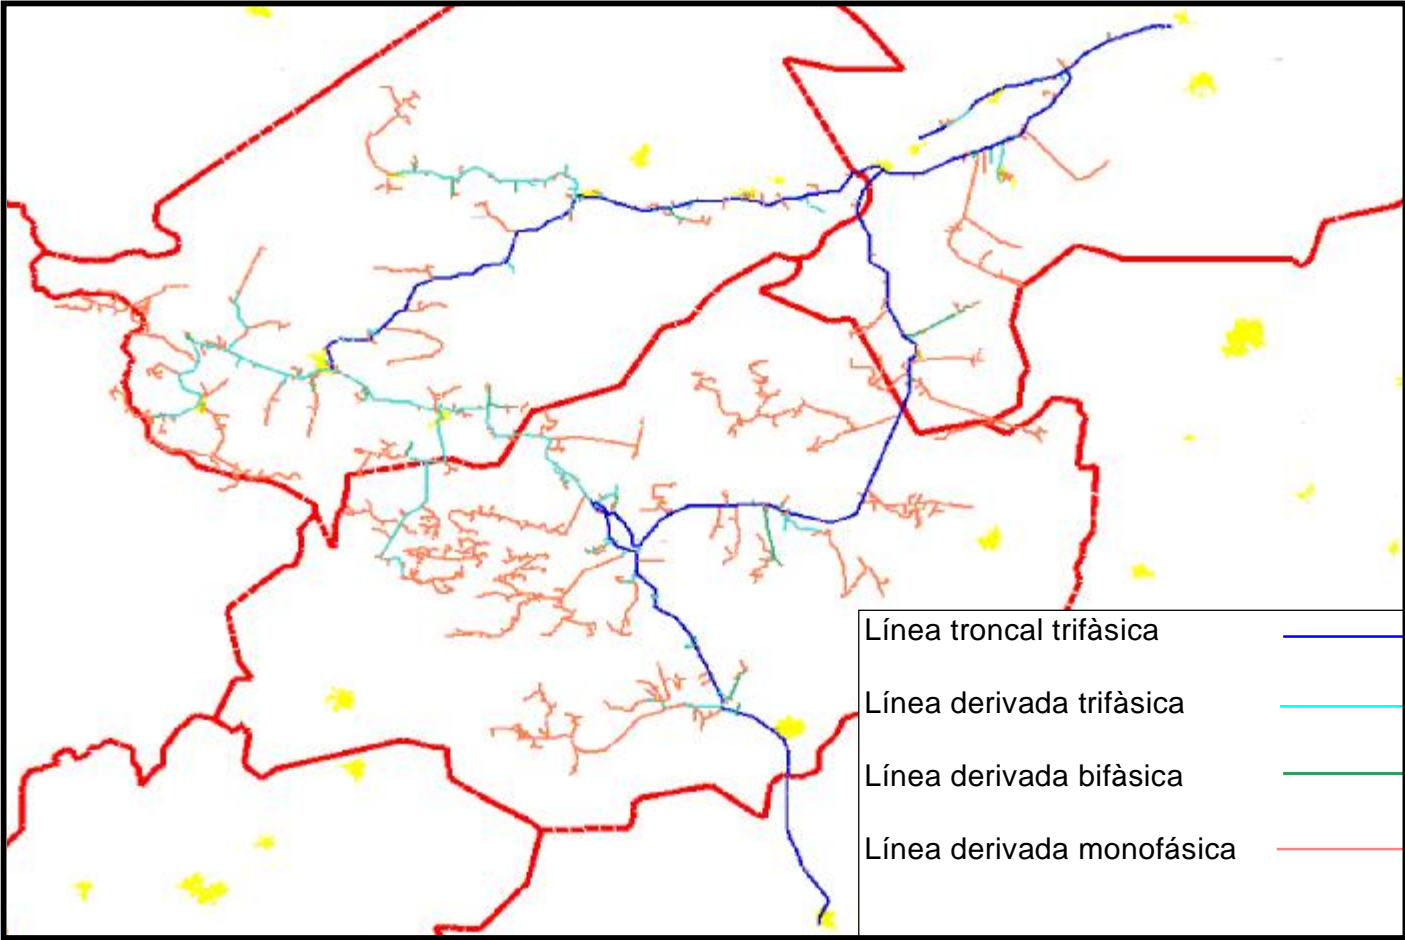 Línea troncal trifàsica
Línea derivada trifàsica
Línea derivada bifàsica
Línea derivada monofásica